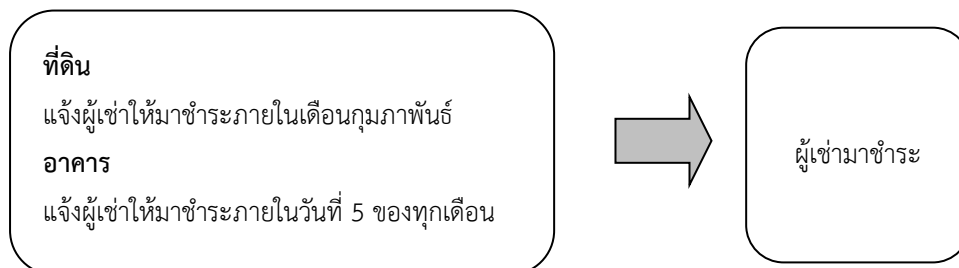 ที่ดิน
แจ้งผู้เช่าให้มาชำระภายในเดือนกุมภาพันธ์
อาคาร
แจ้งผู้เช่าให้มาชำระภายในวันที่ 5 ของทุกเดือน
ผู้เช่ามาชำระ